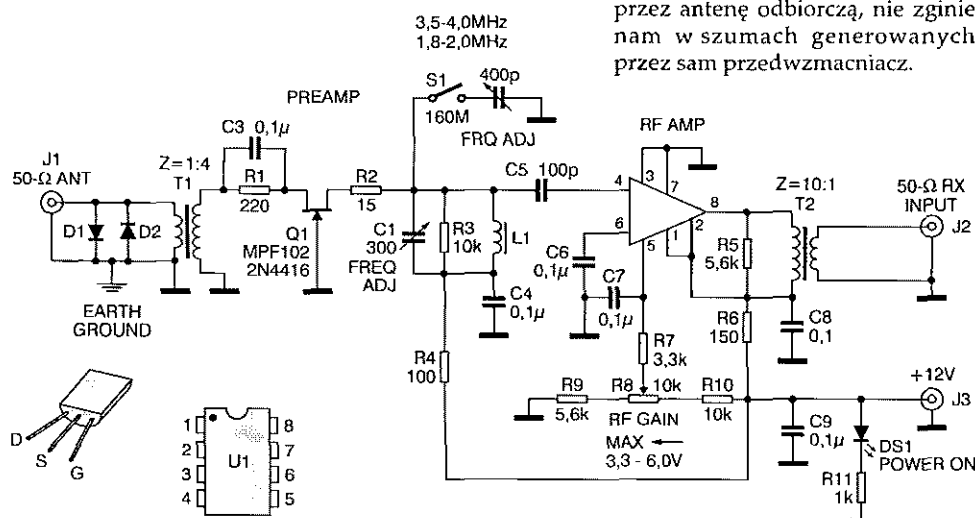 przez antenę odbiorczą, nie zginie
nam w szumach generowanych
przez sam przedwzmacniacz.
3,5-4,0MHz
1,8-2,0MHz
S1
400p
160M
FRQ ADJ
PREAMP
RF AMP
C3 0,1µ
J1
50-Ω ANT
Z=1:4
T1
R1
220
R2
15
C5 100p
4
3
7
8
6
5
1
2
Z=10:1
T2
50-Ω RX
INPUT
J2
D1
D2
Q1
MPF102
2N4416
C1
300
FREQ
ADJ
R3
10k
L1
C6
0,1µ
C7
0,1µ
R5
5,6k
EARTH
GROUND
C4
0,1µ
R6
150
C8
0,1
R4
100
R7
3,3k
+12V
J3
R9
5,6k
R8 10k
RF GAIN
MAX
3,3 - 6,0V
R10
10k
C9
0,1µ
DS1
POWER ON
R11
1k
D
S
G
U1
1
2
3
4
8
7
6
5